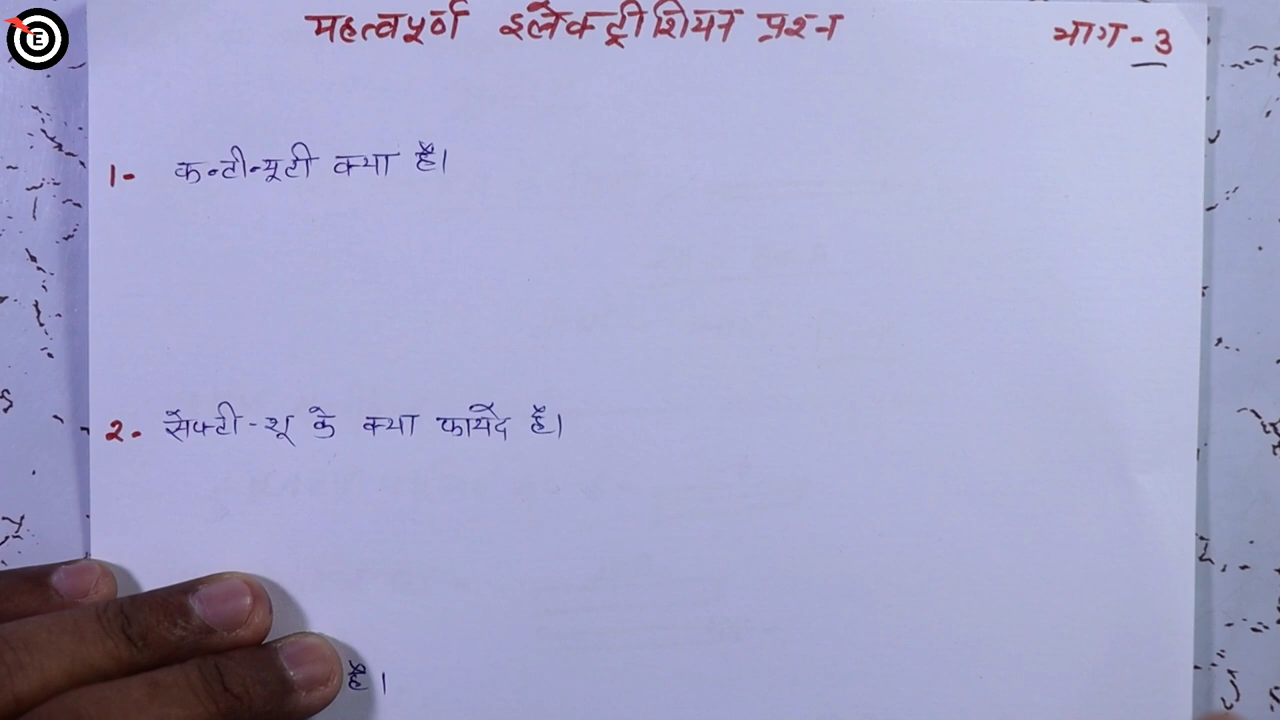 महत्वपूर्ण इलेक्ट्रीशियन प्रश्न
भाग - 3
1- कन्टीन्यूटी क्या है।
2- सेफ्टी-शू के क्या फायदे है।
है।
E